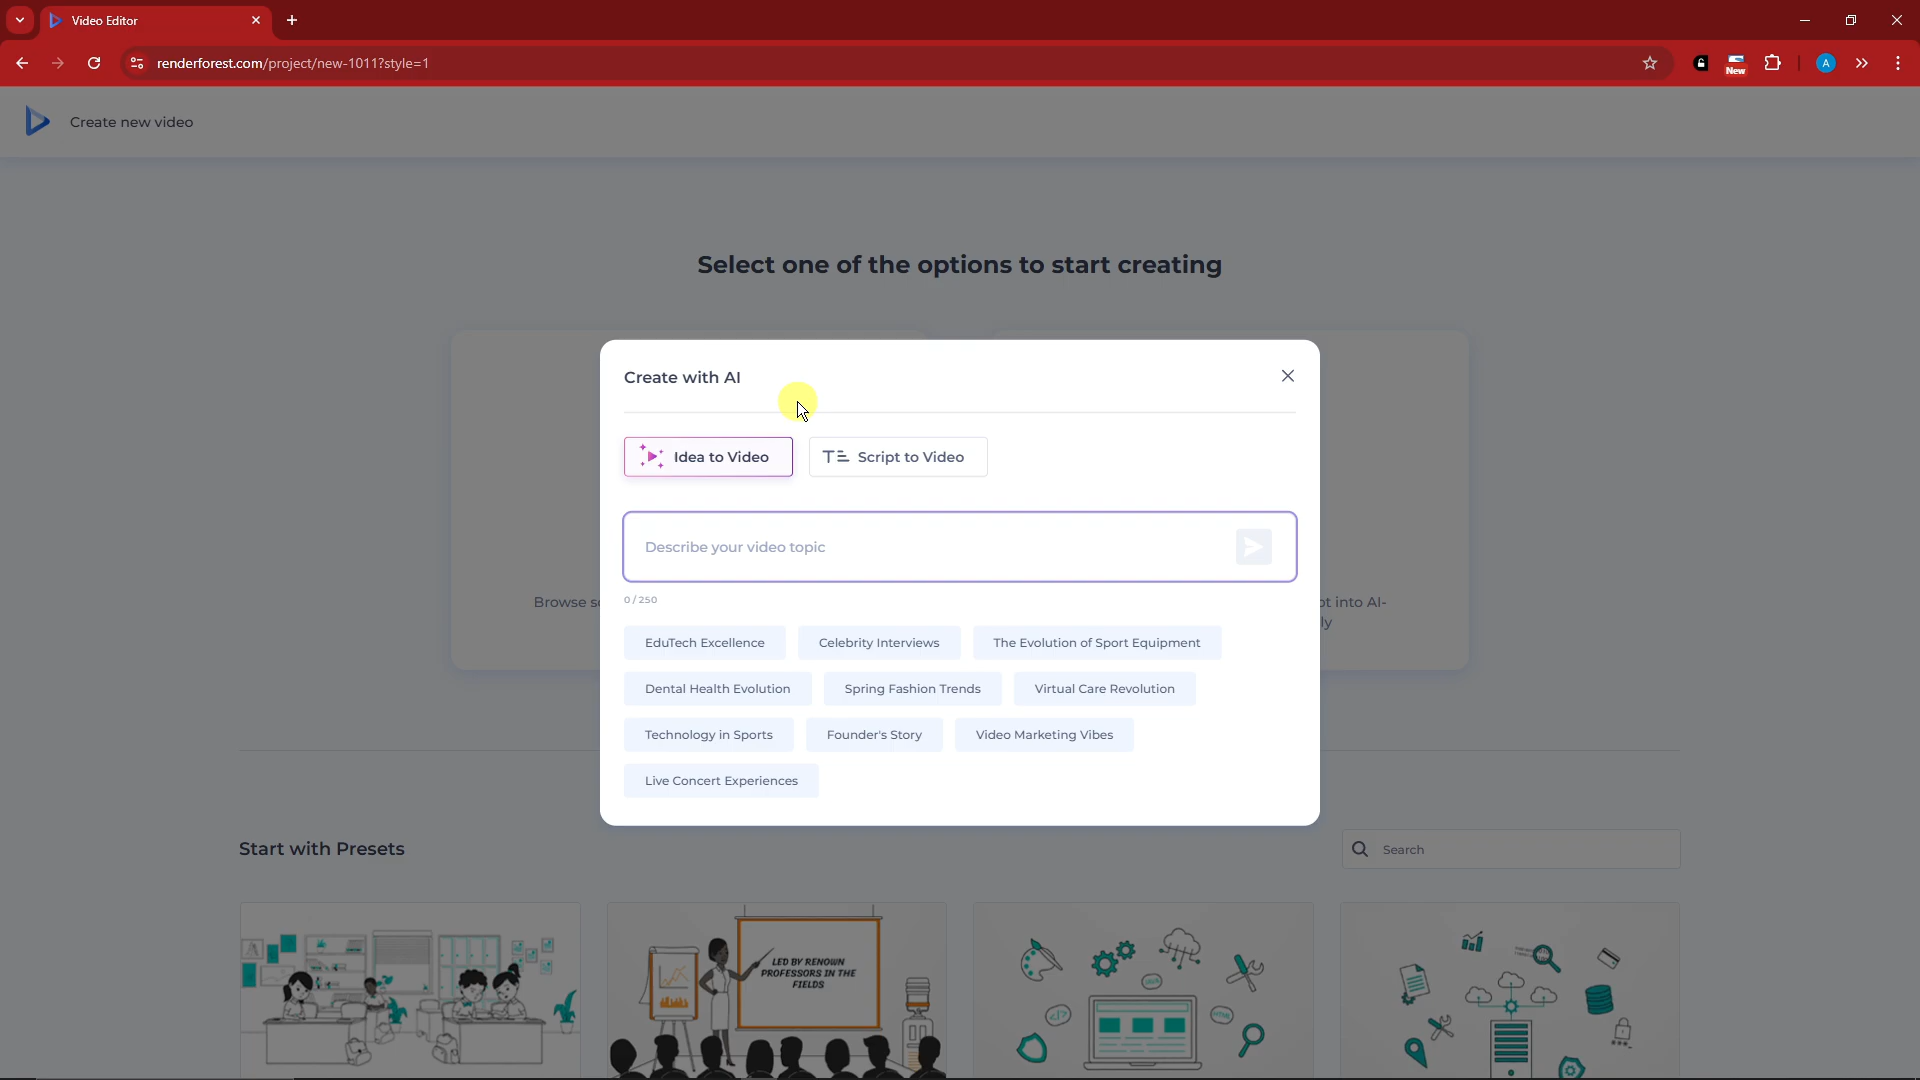 Video Editor
renderforest.com/project/new-1011?style=1
New
A
Create new video
Select one of the options to start creating
Create with AI
Idea to Video
Script to Video
Describe your video topic
Browse s
ot into AI-
ly
0 / 250
EduTech Excellence
Celebrity Interviews
The Evolution of Sport Equipment
Dental Health Evolution
Spring Fashion Trends
Virtual Care Revolution
Technology in Sports
Founder's Story
Video Marketing Vibes
Live Concert Experiences
Start with Presets
Search
LED BY RENOWN
PROFESSORS IN THE
FIELDS